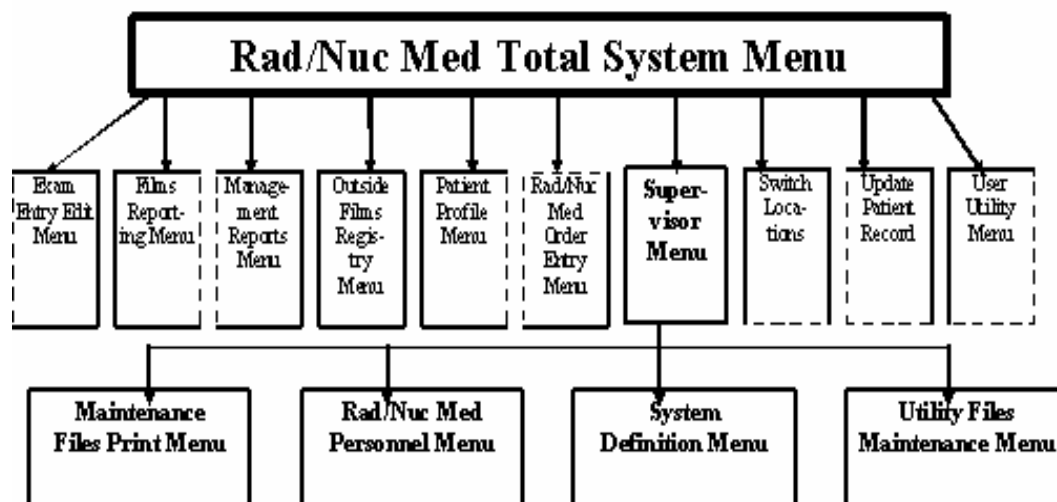 Rad/Nuc Med Total System Menu
Exam
Entry Edit
Menu
Films
Report-
ing Menu
Manage-
ment
Reports
Menu
Outside
Films
Regis-
try
Menu
Patient
Profile
Menu
Rad/Nuc
Med
Order
Entry
Menu
Super-
visor
Menu
Switch
Loca-
tions
Update
Patient
Record
User
Utility
Menu
Maintenance
Files Print Menu
Rad/Nuc Med
Personnel Menu
System
Definition Menu
Utility Files
Maintenance Menu